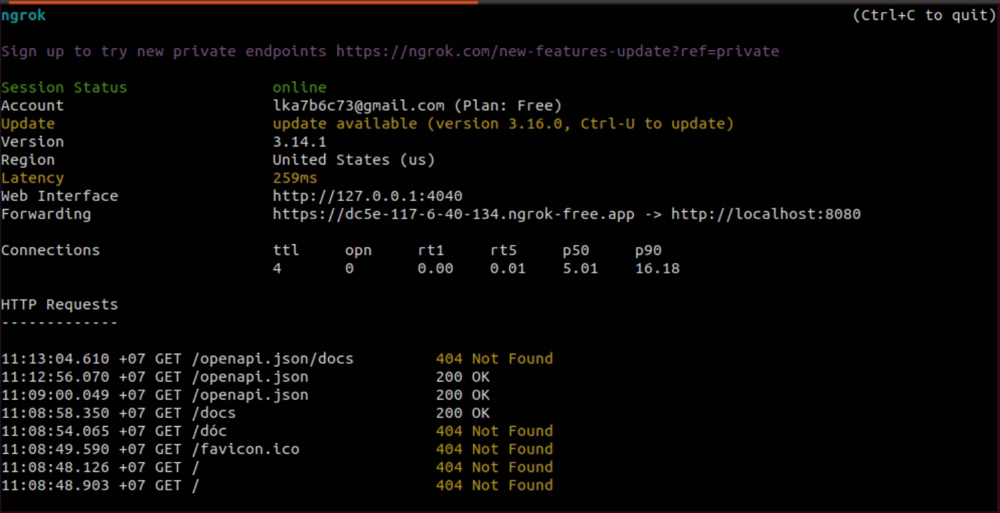 ngrok (Ctrl+C to quit)
Sign up to try new private endpoints https://ngrok.com/new-features-update?ref=private
Session Status online
Account lka7b6c73@gmail.com (Plan: Free)
Update update available (version 3.16.0, Ctrl-U to update)
Version 3.14.1
Region United States (us)
Latency 259ms
Web Interface http://127.0.0.1:4040
Forwarding https://dc5e-117-6-40-134.ngrok-free.app -> http://localhost:8080
Connections ttl opn rt1 rt5 p50 p90
4 0 0.00 0.01 5.01 16.18
HTTP Requests
-------------
11:13:04.610 +07 GET /openapi.json/docs 404 Not Found
11:12:56.070 +07 GET /openapi.json 200 OK
11:09:00.049 +07 GET /openapi.json 200 OK
11:08:58.350 +07 GET /docs 200 OK
11:08:54.065 +07 GET /dóc 404 Not Found
11:08:49.590 +07 GET /favicon.ico 404 Not Found
11:08:48.126 +07 GET / 404 Not Found
11:08:48.903 +07 GET / 404 Not Found